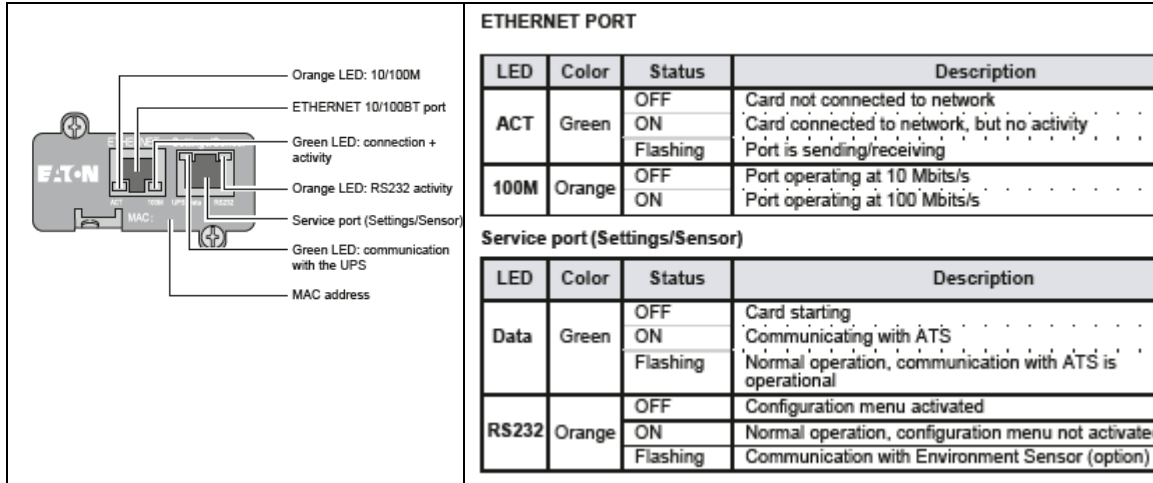 Orange LED: 10/100M
ETHERNET 10/100BT port
Green LED: connection +
activity
Orange LED: RS232 activity
Service port (Settings/Sensor)
Green LED: communication
with the UPS
MAC address
EATON
ACT 100M UPS Data RS232
MAC:
ETHERNET PORT
LED Color Status Description
ACT Green OFF Card not connected to network
ON Card connected to network, but no activity
Flashing Port is sending/receiving
100M Orange OFF Port operating at 10 Mbits/s
ON Port operating at 100 Mbits/s
Service port (Settings/Sensor)
LED Color Status Description
Data Green OFF Card starting
ON Communicating with ATS
Flashing Normal operation, communication with ATS is
operational
RS232 Orange OFF Configuration menu activated
ON Normal operation, configuration menu not activate
Flashing Communication with Environment Sensor (option)